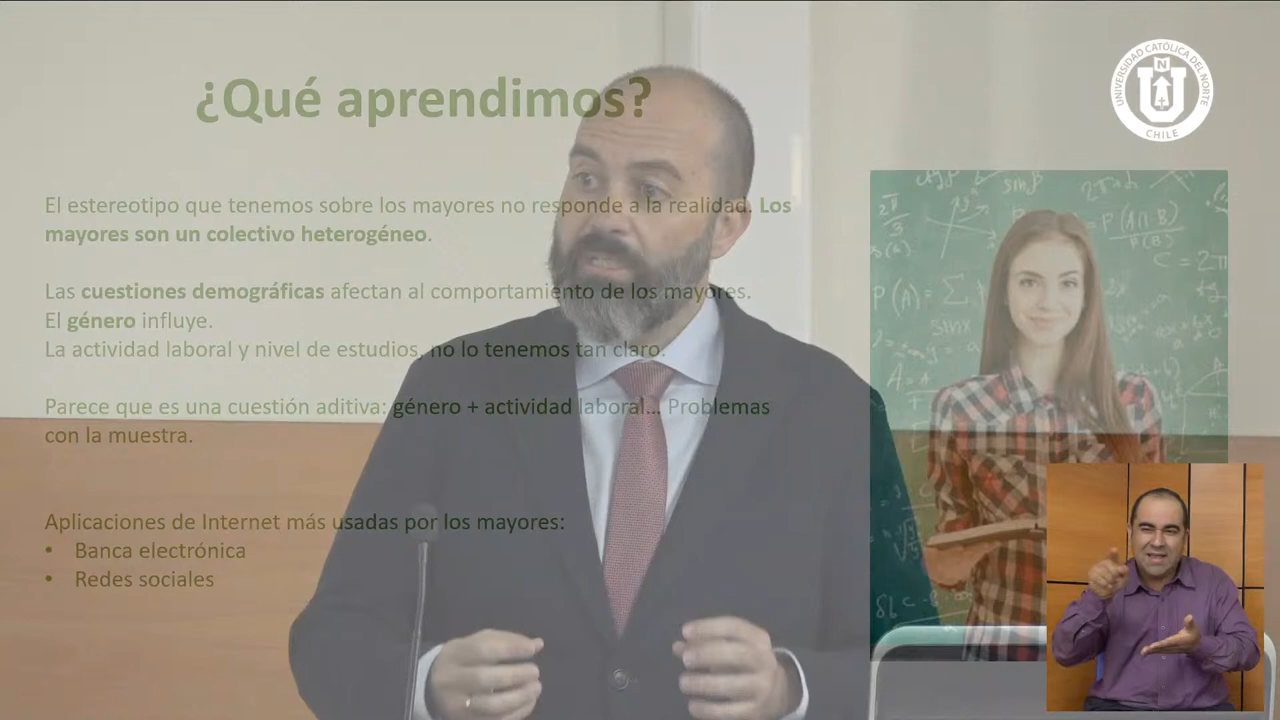 ¿Qué aprendimos?
UNIVERSIDAD CATÓLICA DEL NORTE
N
U
CHILE
El estereotipo que tenemos sobre los mayores no responde a la realidad. Los
mayores son un colectivo heterogéneo.
Las cuestiones demográficas afectan al comportamiento de los mayores.
El género influye.
La actividad laboral y nivel de estudios, no lo tenemos tan claro.
Parece que es una cuestión aditiva: género + actividad laboral... Problemas
con la muestra.
Aplicaciones de Internet más usadas por los mayores:
• Banca electrónica
• Redes sociales
P(A∩B)
P(B)
P(A)=
sinx